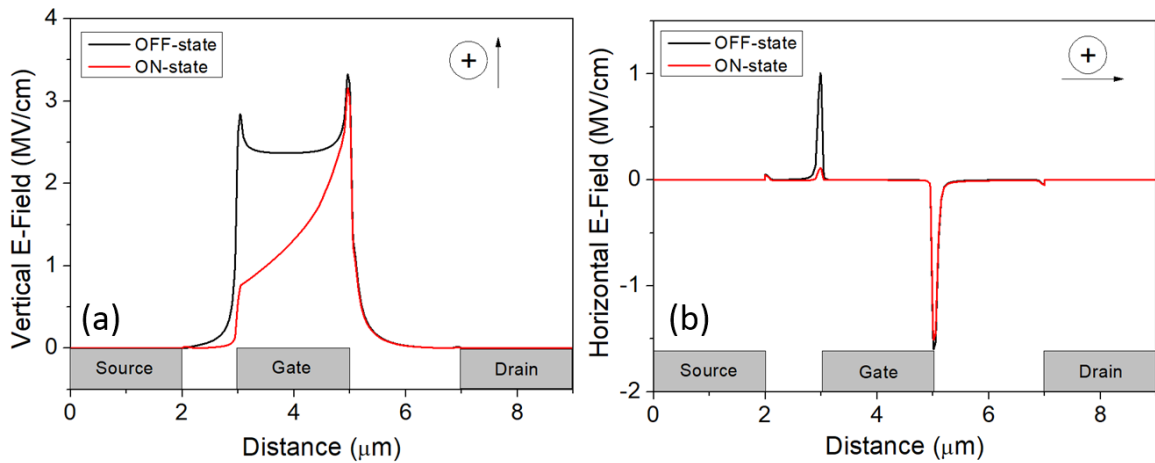 4
3
2
1
0
Vertical E-Field (MV/cm)
OFF-state
ON-state
+
(a)
Source
Gate
Drain
0
2
4
6
8
Distance (μm)
1
0
-1
-2
Horizontal E-Field (MV/cm)
OFF-state
ON-state
+
(b)
Source
Gate
Drain
0
2
4
6
8
Distance (μm)